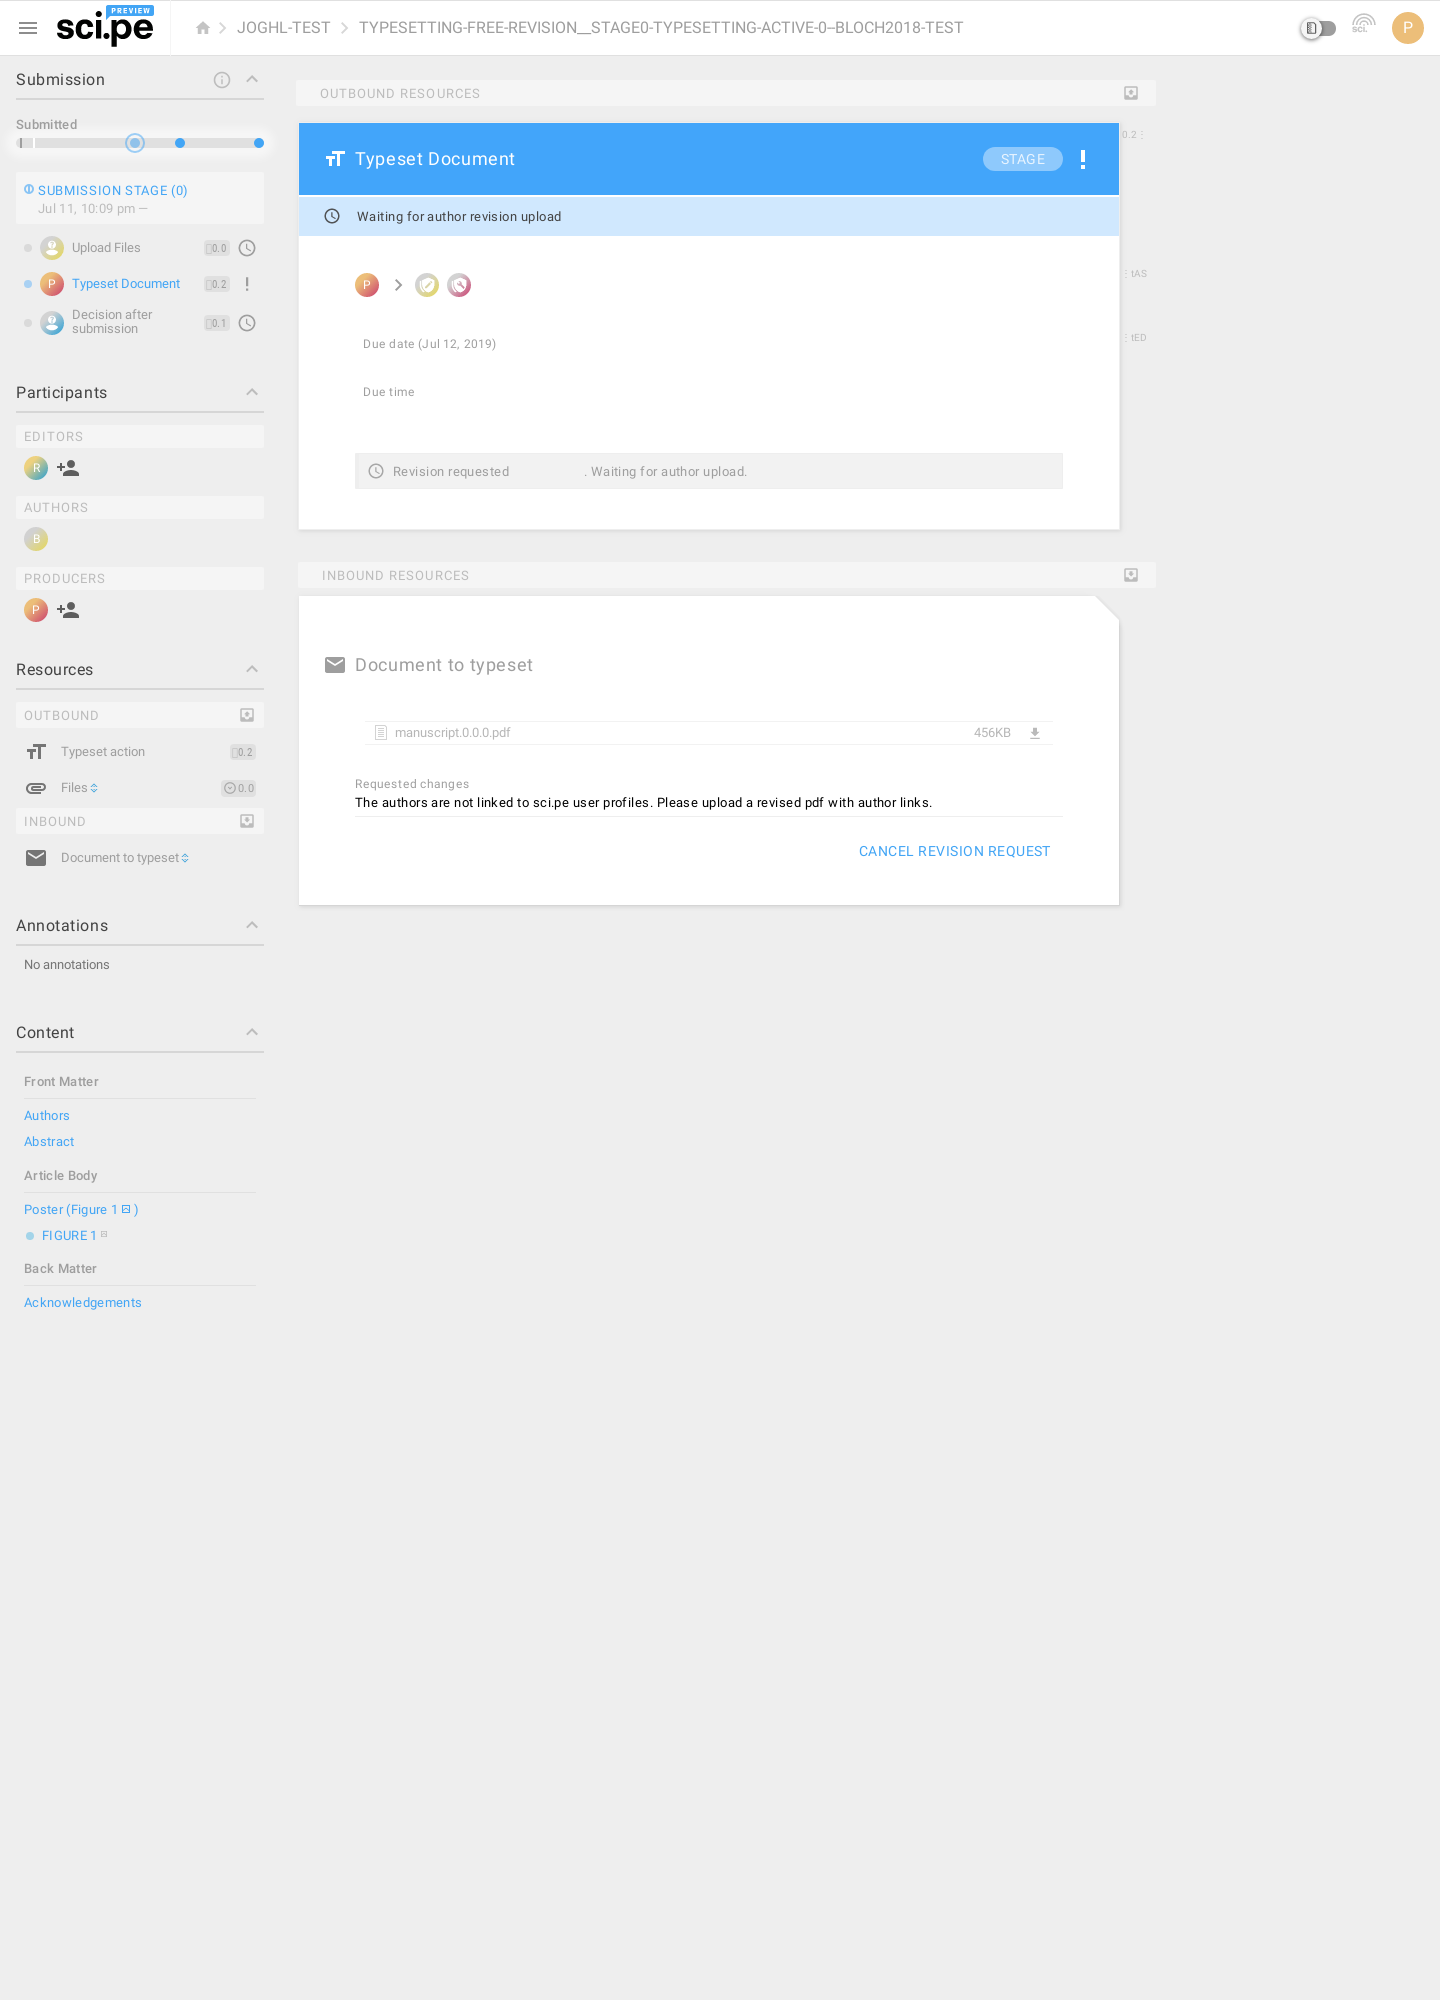 PREVIEW
sci.pe
JOGHL-TEST
TYPESETTING-FREE-REVISION__STAGE0-TYPESETTING-ACTIVE-0--BLOCH2018-TEST
sci.
P
Submission
Submitted
SUBMISSION STAGE (0)
Jul 11, 10:09 pm —
Upload Files
0.0
P
Typeset Document
0.2
Decision after
submission
0.1
Participants
EDITORS
R
AUTHORS
B
PRODUCERS
P
Resources
OUTBOUND
Typeset action
0.2
Files
0.0
INBOUND
Document to typeset
Annotations
No annotations
Content
Front Matter
Authors
Abstract
Article Body
Poster (Figure 1 )
FIGURE 1
Back Matter
Acknowledgements
OUTBOUND RESOURCES
0.2
Typeset Document
STAGE
Waiting for author revision upload
P
tAS
Due date (Jul 12, 2019)
tED
Due time
Revision requested . Waiting for author upload.
INBOUND RESOURCES
Document to typeset
manuscript.0.0.0.pdf
456KB
Requested changes
The authors are not linked to sci.pe user profiles. Please upload a revised pdf with author links.
CANCEL REVISION REQUEST